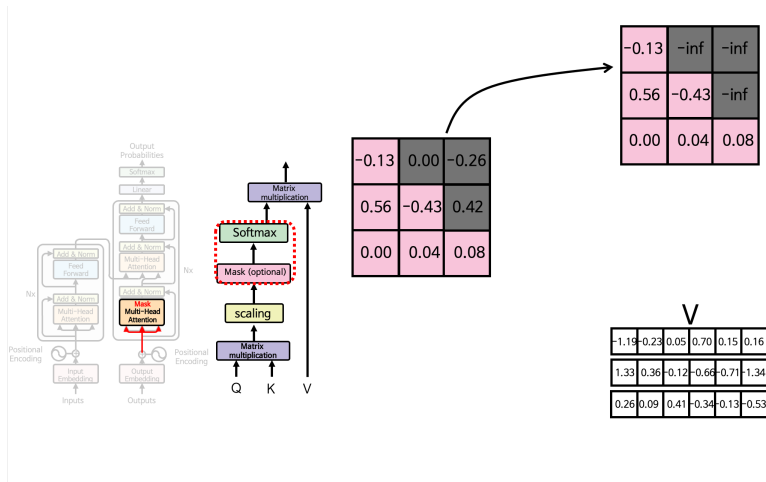 Output
Probabilities
Softmax
Linear
Add & Norm
Feed
Forward
Add & Norm
Multi-Head
Attention
Nx
Add & Norm
Mask
Multi-Head
Attention
Positional
Encoding
Output
Embedding
Outputs
Add & Norm
Feed
Forward
Nx
Add & Norm
Multi-Head
Attention
Positional
Encoding
Input
Embedding
Inputs
Matrix
multiplication
Softmax
Mask (optional)
scaling
Matrix
multiplication
Q K V
-0.13 0.00 -0.26
0.56 -0.43 0.42
0.00 0.04 0.08
-0.13 -inf -inf
0.56 -0.43 -inf
0.00 0.04 0.08
V
-1.19 -0.23 0.05 0.70 0.15 0.16
1.33 0.36 -0.12 -0.66 -0.71 -1.34
0.26 0.09 0.41 -0.34 -0.13 -0.53